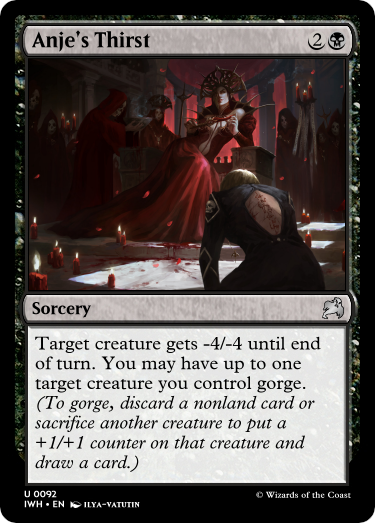 Anje's Thirst 2
Sorcery
Target creature gets -4/-4 until end
of turn. You may have up to one
target creature you control gorge.
(To gorge, discard a nonland card or
sacrifice another creature to put a
+1/+1 counter on that creature and
draw a card.)
U 0092
IWH • EN ILYA-VATUTIN © Wizards of the Coast